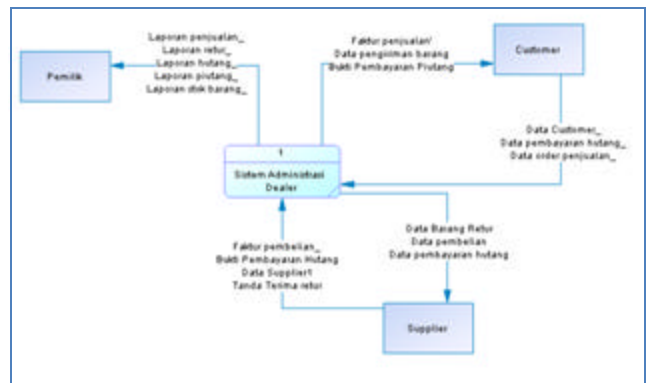 Laporan penjualan_
Laporan retur_
Laporan hutang_
Laporan piutang_
Laporan stok barang_
Pemilik
Faktur penjualan'
Data pengiriman barang
Bukti Pembayaran Piutang
Customer
Data Customer_
Data pembayaran hutang_
Data order penjualan_
1
Sistem Administrasi
Dealer
Data Barang Retur
Data pembelian
Data pembayaran hutang
Faktur pembelian_
Bukti Pembayaran Hutang
Data Supplier1
Tanda Terima retur
Supplier